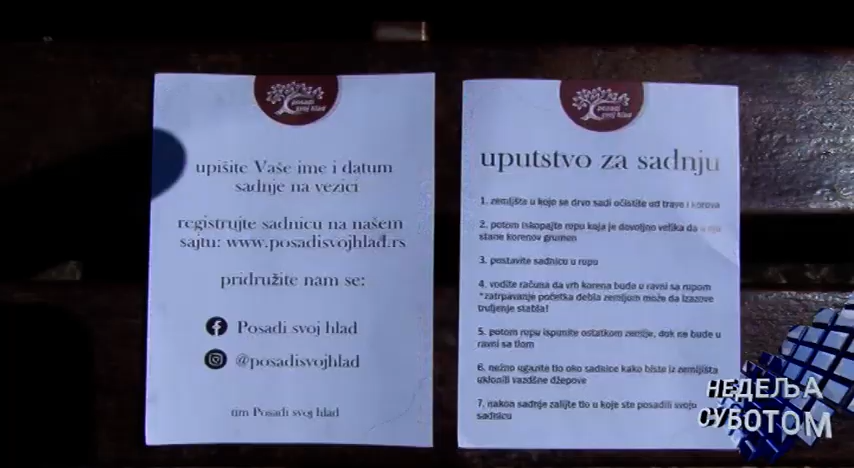 posadi
svoj hlad
upišite Vaše ime i datum
sadnje na vezici
registrujte sadnicu na našem
sajtu: www.posadisvojhlad.rs
pridružite nam se:
Posadi svoj hlad
@posadisvojhlad
tim Posadi svoj hlad
posadi
svoj hlad
uputstvo za sadnju
1. zemljište u koje se drvo sadi očistite od trave i korova
2. potom iskopajte rupu koja je dovoljno velika da u nju
stane korenov grumen
3. postavite sadnicu u rupu
4. vodite računa da vrh korena bude u ravni sa rupom
*zatrpavanje početka debla zemljom može da izazove
truljenje stabla!
5. potom rupu ispunite ostatkom zemlje, dok ne bude u
ravni sa tlom
6. nežno ugazite tlo oko sadnice kako biste iz zemljišta
uklonili vazdšne džepove
7. nakon sadnje zalijte tlo u koje ste posadili svoju
sadnicu
НЕДЕЉА
СУБОТОМ